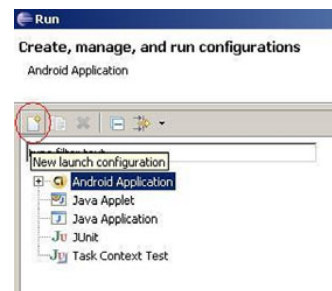 Run
Create, manage, and run configurations
Android Application
New launch configuration
Android Application
Java Applet
Java Application
JUnit
Task Context Test